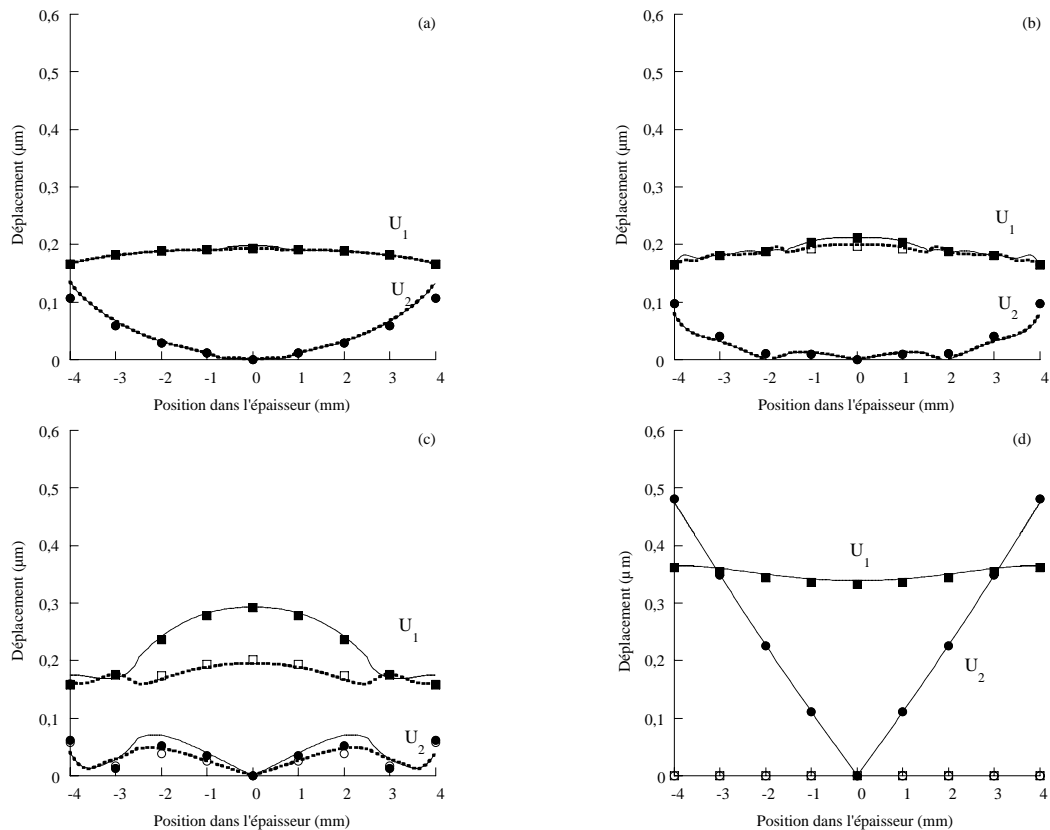 (a)
0,6
0,5
0,4
0,3
0,2
0,1
0
Déplacement (µm)
U1
U2
-4 -3 -2 -1 0 1 2 3 4
Position dans l'épaisseur (mm)
(b)
0,6
0,5
0,4
0,3
0,2
0,1
0
Déplacement (µm)
U1
U2
-4 -3 -2 -1 0 1 2 3 4
Position dans l'épaisseur (mm)
(c)
0,6
0,5
0,4
0,3
0,2
0,1
0
Déplacement (µm)
U1
U2
-4 -3 -2 -1 0 1 2 3 4
Position dans l'épaisseur (mm)
(d)
0,6
0,5
0,4
0,3
0,2
0,1
0
Déplacement (µ m)
U1
U2
-4 -3 -2 -1 0 1 2 3 4
Position dans l'épaisseur (mm)